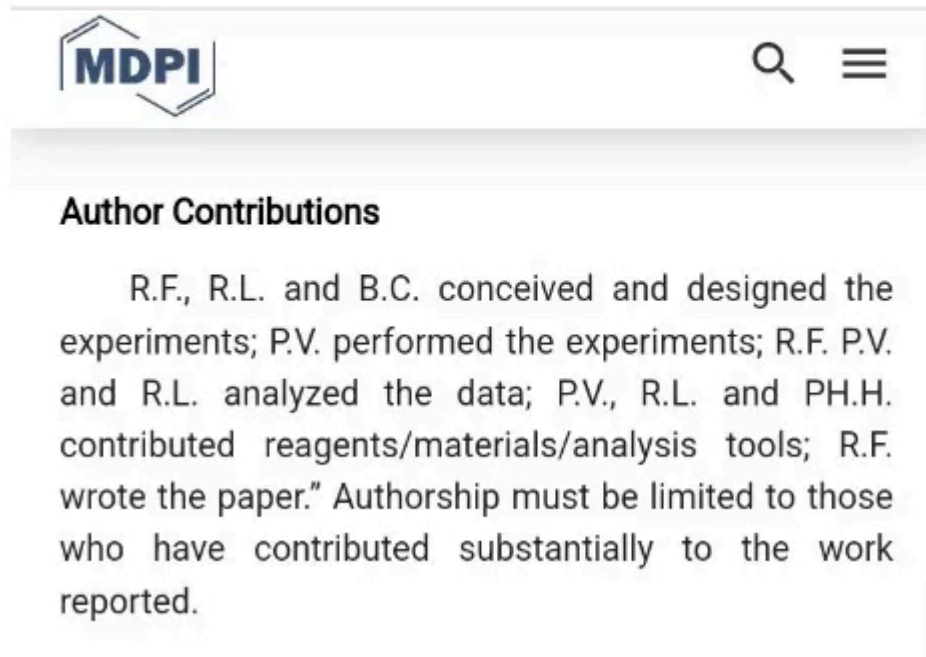 MDPI
Author Contributions
R.F., R.L. and B.C. conceived and designed the
experiments; P.V. performed the experiments; R.F. P.V.
and R.L. analyzed the data; P.V., R.L. and PH.H.
contributed reagents/materials/analysis tools; R.F.
wrote the paper.” Authorship must be limited to those
who have contributed substantially to the work
reported.